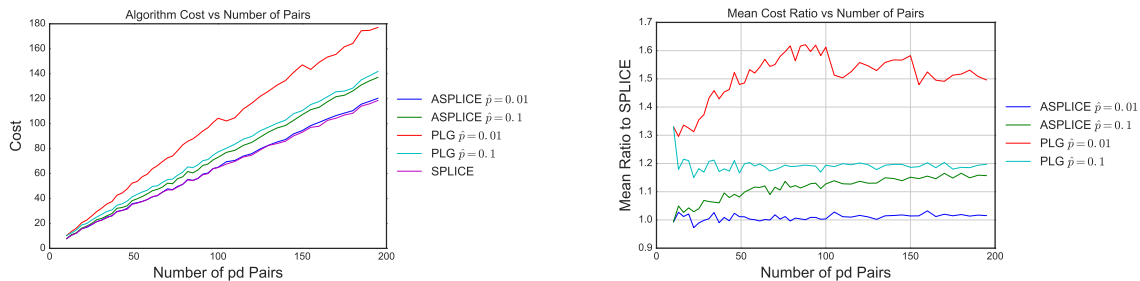 Algorithm Cost vs Number of Pairs
180
160
140
120
100
80
60
40
20
0
0
50
100
150
200
Cost
Number of pd Pairs
ASPLICE p̂ = 0.01
ASPLICE p̂ = 0.1
PLG p̂ = 0.01
PLG p̂ = 0.1
SPLICE
Mean Cost Ratio vs Number of Pairs
1.7
1.6
1.5
1.4
1.3
1.2
1.1
1.0
0.9
0
50
100
150
200
Mean Ratio to SPLICE
Number of pd Pairs
ASPLICE p̂ = 0.01
ASPLICE p̂ = 0.1
PLG p̂ = 0.01
PLG p̂ = 0.1